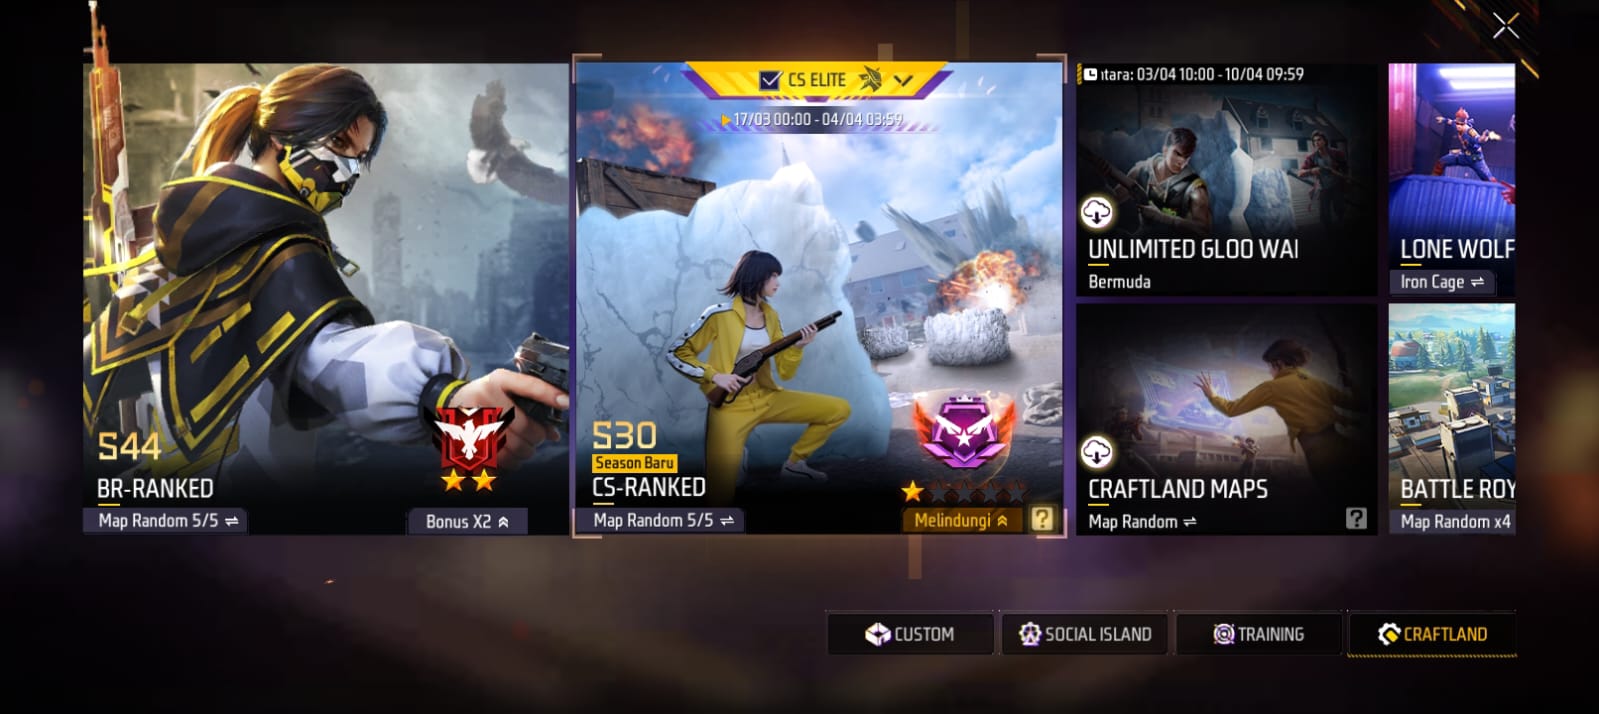 S44
BR-RANKED
Map Random 5/5
Bonus X2
CS ELITE
17/03 00:00 - 04/04 03:59
S30
Season Baru
CS-RANKED
Map Random 5/5
Melindungi
?
tara: 03/04 10:00 - 10/04 09:59
UNLIMITED GLOO WAI
Bermuda
CRAFTLAND MAPS
Map Random
?
LONE WOLF
Iron Cage
BATTLE ROY
Map Random x4
CUSTOM
SOCIAL ISLAND
TRAINING
CRAFTLAND